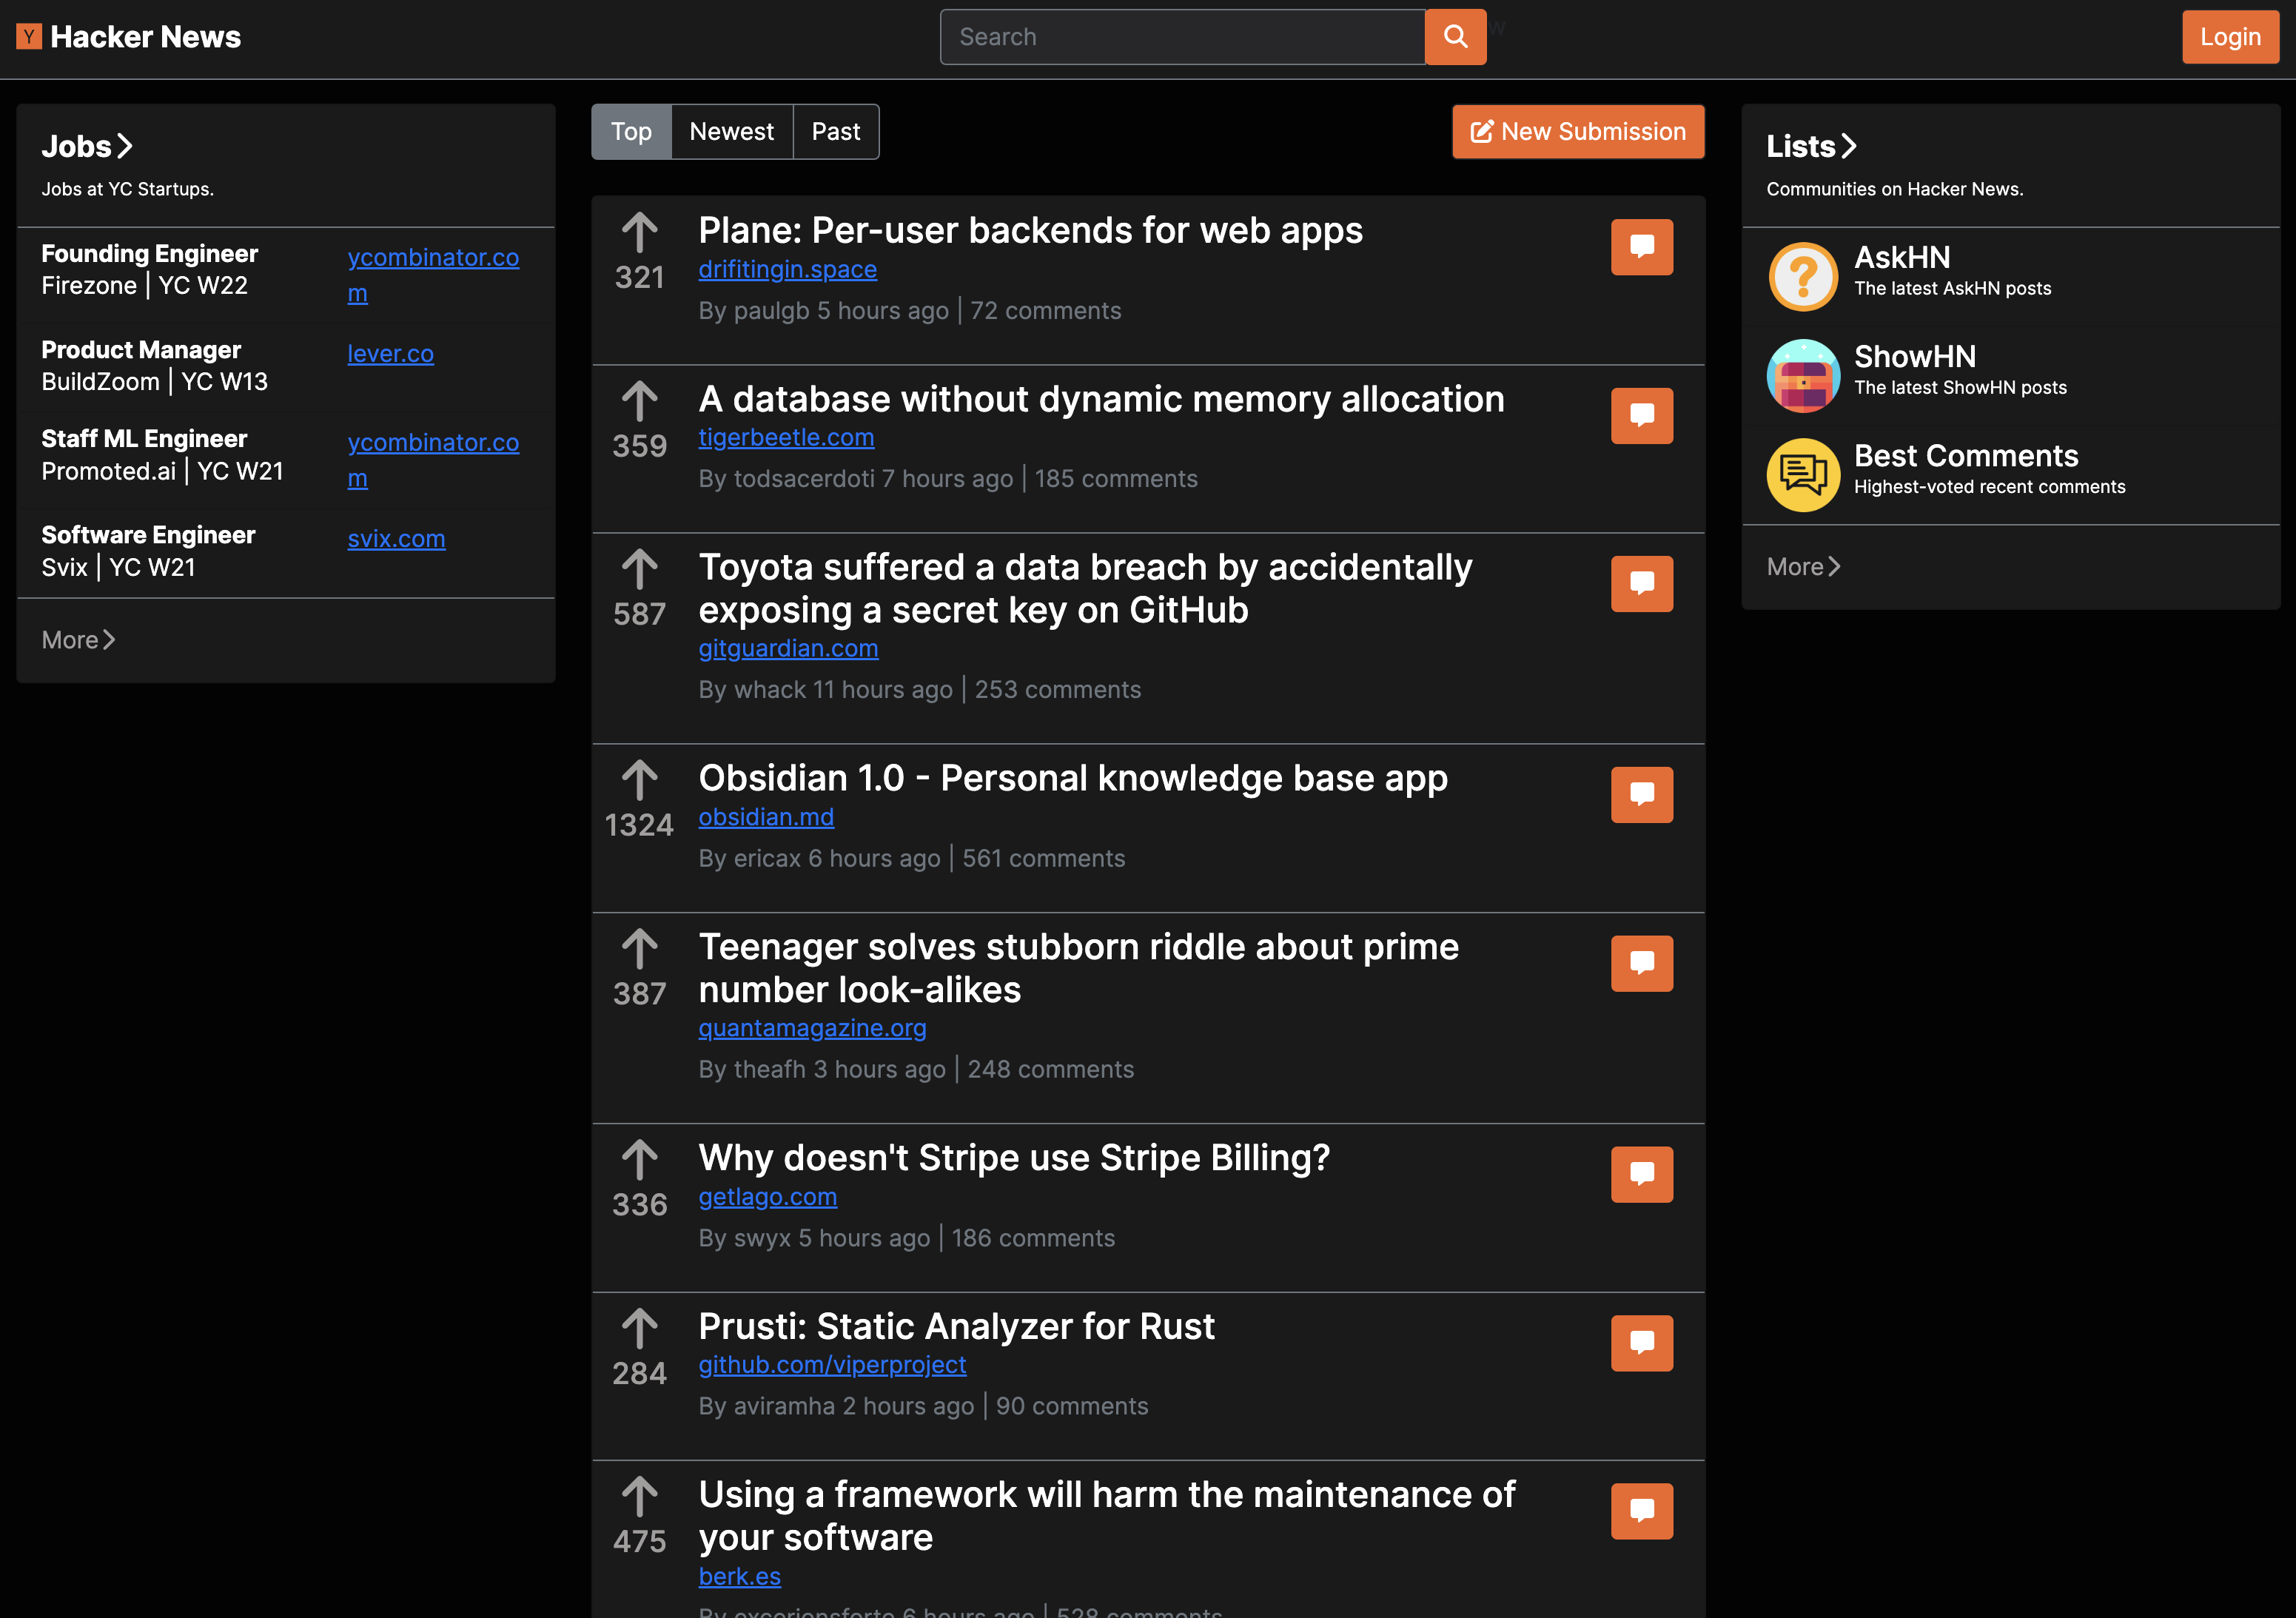 Y Hacker News
Search
Login
Jobs
Jobs at YC Startups.
Founding Engineer
Firezone | YC W22
ycombinator.co
m
Product Manager
BuildZoom | YC W13
lever.co
Staff ML Engineer
Promoted.ai | YC W21
ycombinator.co
m
Software Engineer
Svix | YC W21
svix.com
More
Top Newest Past
New Submission
321
Plane: Per-user backends for web apps
drifitingin.space
By paulgb 5 hours ago | 72 comments
359
A database without dynamic memory allocation
tigerbeetle.com
By todsacerdoti 7 hours ago | 185 comments
587
Toyota suffered a data breach by accidentally
exposing a secret key on GitHub
gitguardian.com
By whack 11 hours ago | 253 comments
1324
Obsidian 1.0 - Personal knowledge base app
obsidian.md
By ericax 6 hours ago | 561 comments
387
Teenager solves stubborn riddle about prime
number look-alikes
quantamagazine.org
By theafh 3 hours ago | 248 comments
336
Why doesn't Stripe use Stripe Billing?
getlago.com
By swyx 5 hours ago | 186 comments
284
Prusti: Static Analyzer for Rust
github.com/viperproject
By aviramha 2 hours ago | 90 comments
475
Using a framework will harm the maintenance of
your software
berk.es
6 hours ago | 528 comments
Lists
Communities on Hacker News.
AskHN
The latest AskHN posts
ShowHN
The latest ShowHN posts
Best Comments
Highest-voted recent comments
More